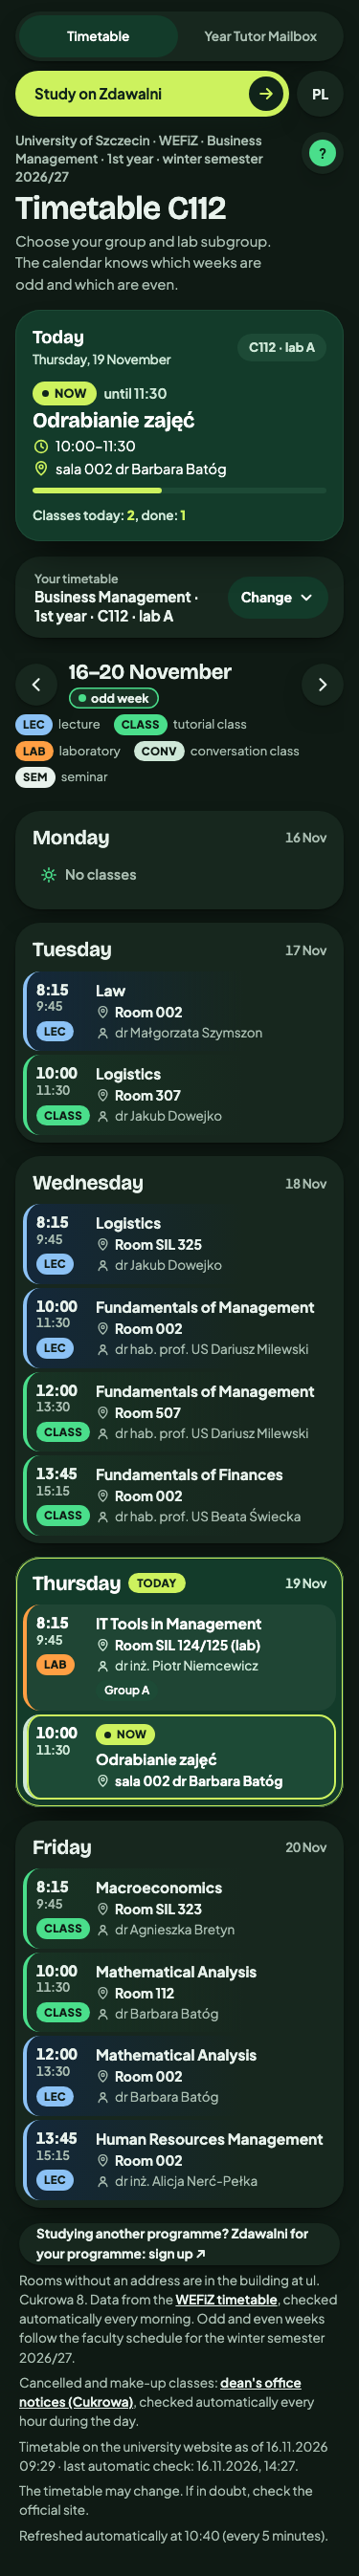 Timetable
Year Tutor Mailbox
Study on Zdawalni
PL
University of Szczecin · WEFiZ · Business
Management · 1st year · winter semester
2026/27
?
Timetable C112
Choose your group and lab subgroup.
The calendar knows which weeks are
odd and which are even.
Today
C112 · lab A
Thursday, 19 November
NOW until 11:30
Odrabianie zajęć
10:00–11:30
sala 002 dr Barbara Batóg
Classes today: 2, done: 1
Your timetable
Business Management ·
1st year · C112 · lab A
Change
16–20 November
odd week
LEC lecture CLASS tutorial class
LAB laboratory CONV conversation class
SEM seminar
Monday 16 Nov
No classes
Tuesday 17 Nov
8:15 Law
9:45 Room 002
LEC dr Małgorzata Szymszon
10:00 Logistics
11:30 Room 307
CLASS dr Jakub Dowejko
Wednesday 18 Nov
8:15 Logistics
9:45 Room SIL 325
LEC dr Jakub Dowejko
10:00 Fundamentals of Management
11:30 Room 002
LEC dr hab. prof. US Dariusz Milewski
12:00 Fundamentals of Management
13:30 Room 507
CLASS dr hab. prof. US Dariusz Milewski
13:45 Fundamentals of Finances
15:15 Room 002
CLASS dr hab. prof. US Beata Świecka
Thursday TODAY 19 Nov
8:15 IT Tools in Management
9:45 Room SIL 124/125 (lab)
LAB dr inż. Piotr Niemcewicz
Group A
10:00 NOW
11:30
Odrabianie zajęć
sala 002 dr Barbara Batóg
Friday 20 Nov
8:15 Macroeconomics
9:45 Room SIL 323
CLASS dr Agnieszka Bretyn
10:00 Mathematical Analysis
11:30 Room 112
CLASS dr Barbara Batóg
12:00 Mathematical Analysis
13:30 Room 002
LEC dr Barbara Batóg
13:45 Human Resources Management
15:15 Room 002
LEC dr inż. Alicja Nerć-Pełka
Studying another programme? Zdawalni for
your programme: sign up ↗
Rooms without an address are in the building at ul.
Cukrowa 8. Data from the WEFiZ timetable, checked
automatically every morning. Odd and even weeks
follow the faculty schedule for the winter semester
2026/27.
Cancelled and make-up classes: dean's office
notices (Cukrowa), checked automatically every
hour during the day.
Timetable on the university website as of 16.11.2026
09:29 · last automatic check: 16.11.2026, 14:27.
The timetable may change. If in doubt, check the
official site.
Refreshed automatically at 10:40 (every 5 minutes).